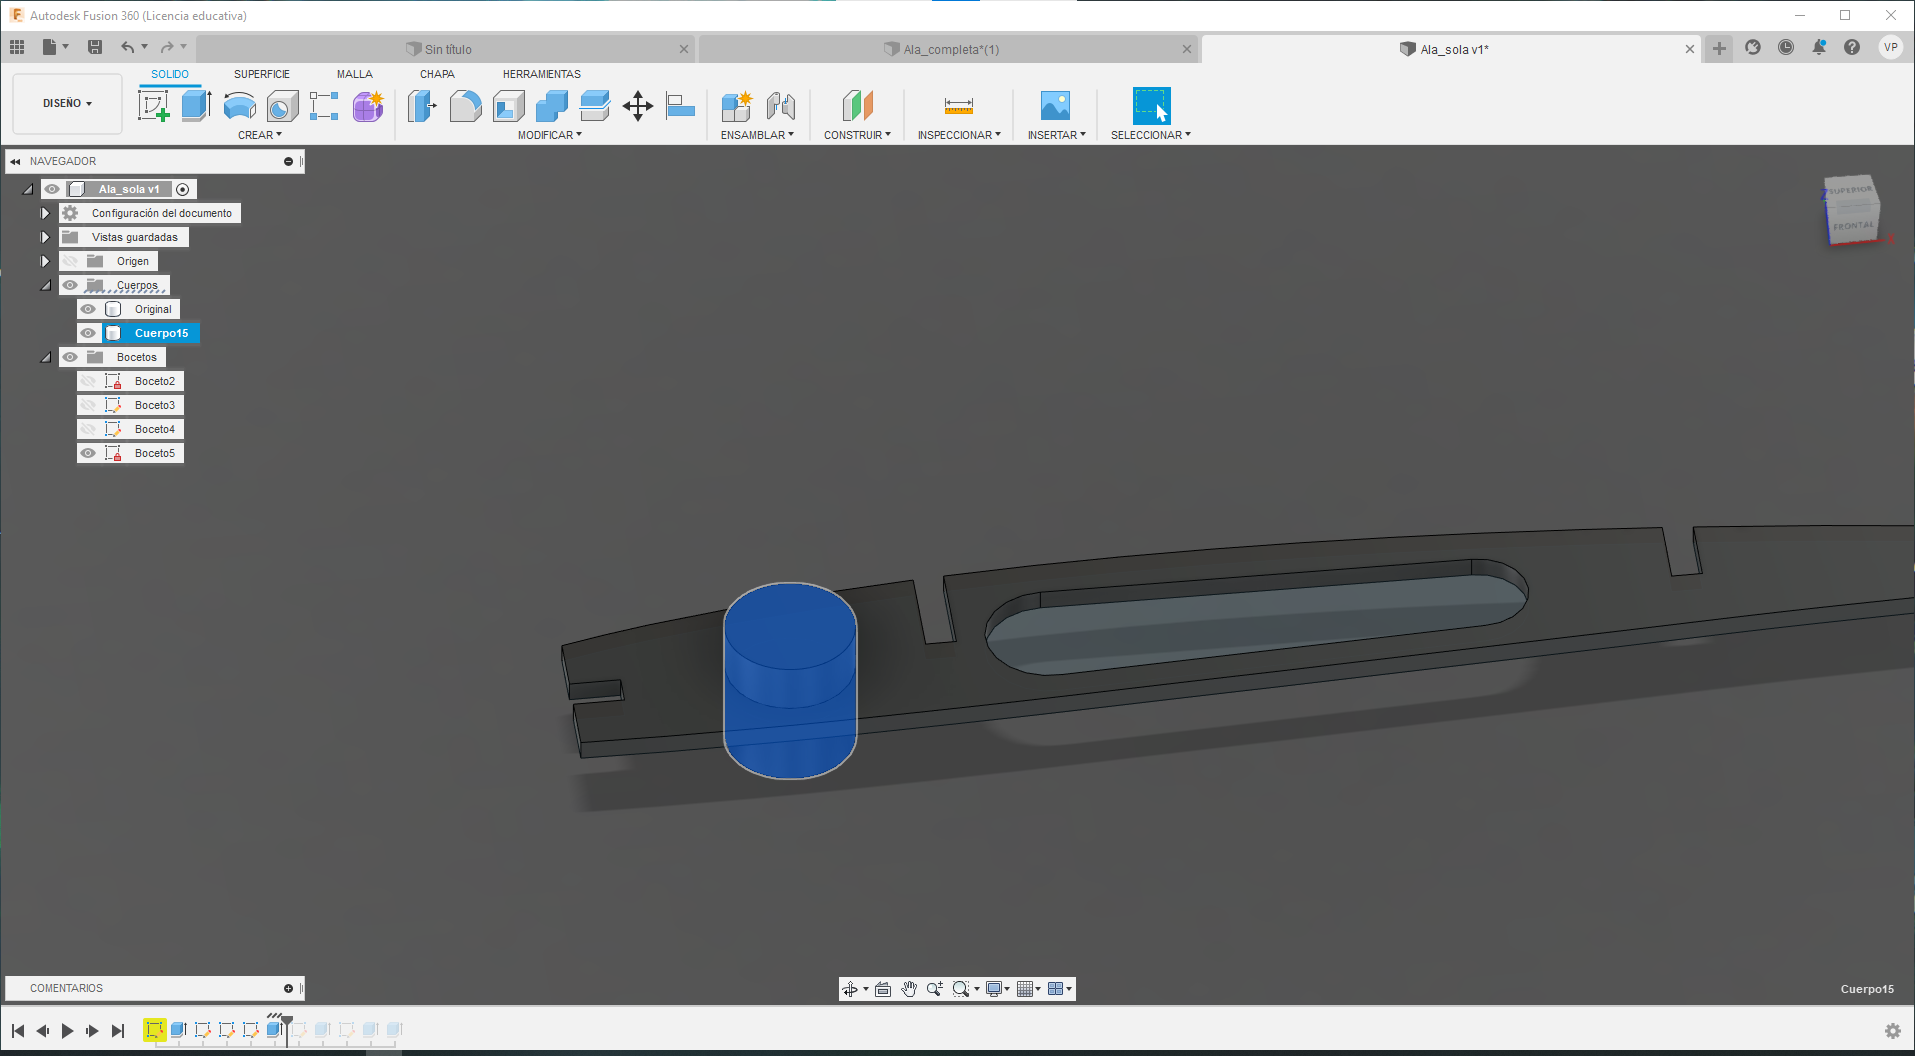 Autodesk Fusion 360 (Licencia educativa)
Sin título
Ala_completa*(1)
Ala_sola v1*
VP
DISEÑO
SOLIDO
SUPERFICIE
MALLA
CHAPA
HERRAMIENTAS
CREAR
MODIFICAR
ENSAMBLAR
CONSTRUIR
INSPECCIONAR
INSERTAR
SELECCIONAR
NAVEGADOR
Ala_sola v1
Configuración del documento
Vistas guardadas
Origen
Cuerpos
Original
Cuerpo15
Bocetos
Boceto2
Boceto3
Boceto4
Boceto5
Z
SUPERIOR
FRONTAL
COMENTARIOS
Cuerpo15